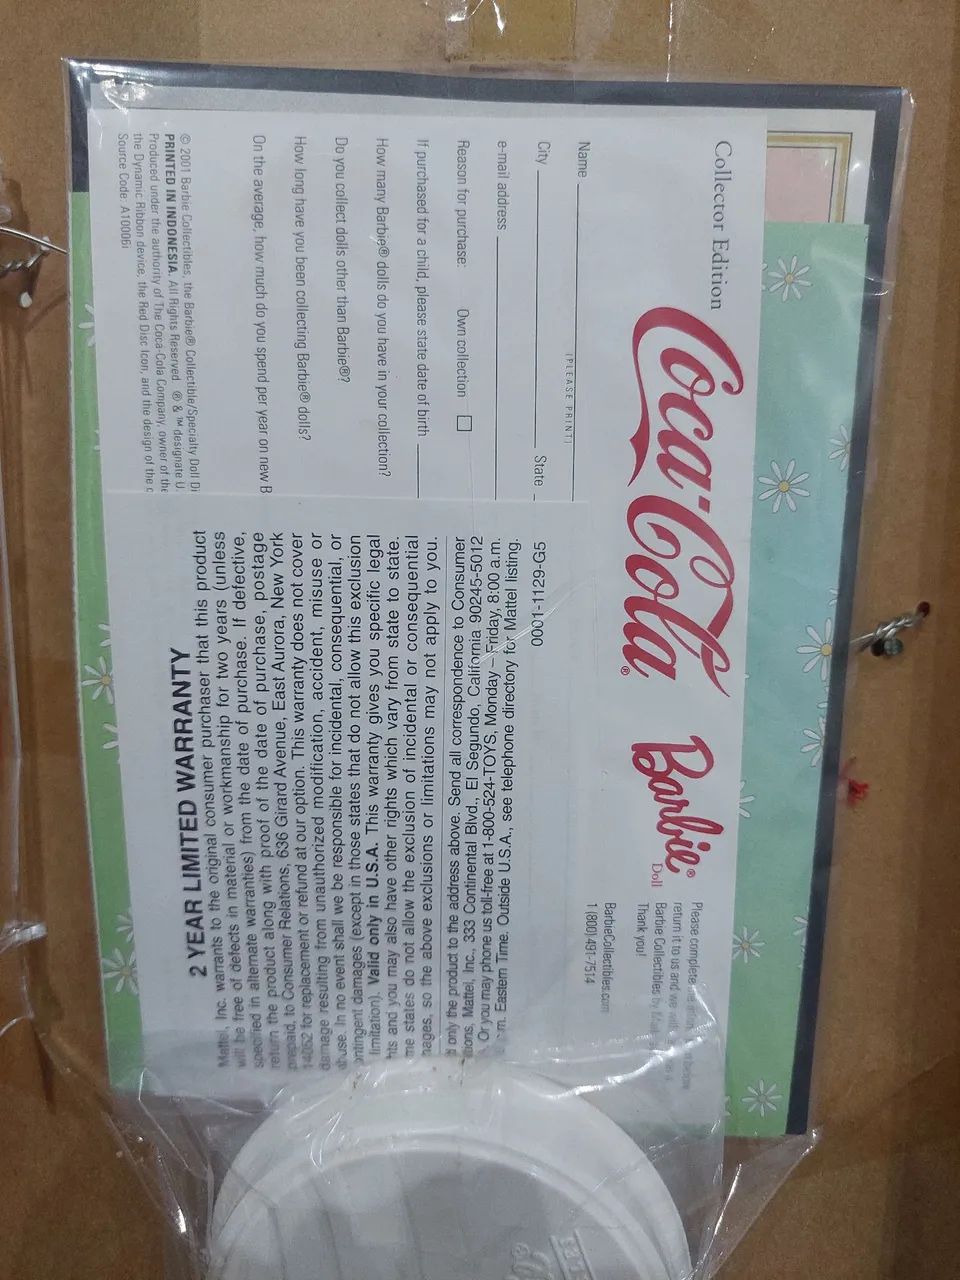 Collector Edition
Coca-Cola® Barbie®
Doll
Please complete
return it to us and we will
Barbie Collectibles by
Thank you!
BarbieCollectibles.com
1 (800) 491-7514
Name
(PLEASE PRINT)
City State
e-mail address
Reason for purchase: Own collection
If purchased for a child, please state date of birth
How many Barbie® dolls do you have in your collection?
Do you collect dolls other than Barbie®?
How long have you been collecting Barbie® dolls?
On the average, how much do you spend per year on new B
© 2001 Barbie Collectibles, the Barbie® Collectible/Specialty Doll Di
PRINTED IN INDONESIA. All Rights Reserved ® & ™ designate U.
Produced under the authority of The Coca-Cola Company, owner of the
the Dynamic Ribbon device, the Red Disc Icon, and the design of the c
Source Code: A10006I
2 YEAR LIMITED WARRANTY
Mattel, Inc. warrants to the original consumer purchaser that this product
will be free of defects in material or workmanship for two years (unless
specified in alternate warranties) from the date of purchase. If defective,
return the product along with proof of the date of purchase, postage
prepaid, to Consumer Relations, 636 Girard Avenue, East Aurora, New York
14052 for replacement or refund at our option. This warranty does not cover
damage resulting from unauthorized modification, accident, misuse or
abuse. In no event shall we be responsible for incidental, consequential, or
ontingent damages (except in those states that do not allow this exclusion
limitation). Valid only in U.S.A. This warranty gives you specific legal
hts and you may also have other rights which vary from state to state.
me states do not allow the exclusion of incidental or consequential
nages, so the above exclusions or limitations may not apply to you.
only the product to the address above. Send all correspondence to Consumer
tions, Mattel, Inc., 333 Continental Blvd., El Segundo, California 90245-5012
Or you may phone us toll-free at 1-800-524-TOYS, Monday – Friday, 8:00 a.m.
m. Eastern Time. Outside U.S.A., see telephone directory for Mattel listing.
0001-1129-G5